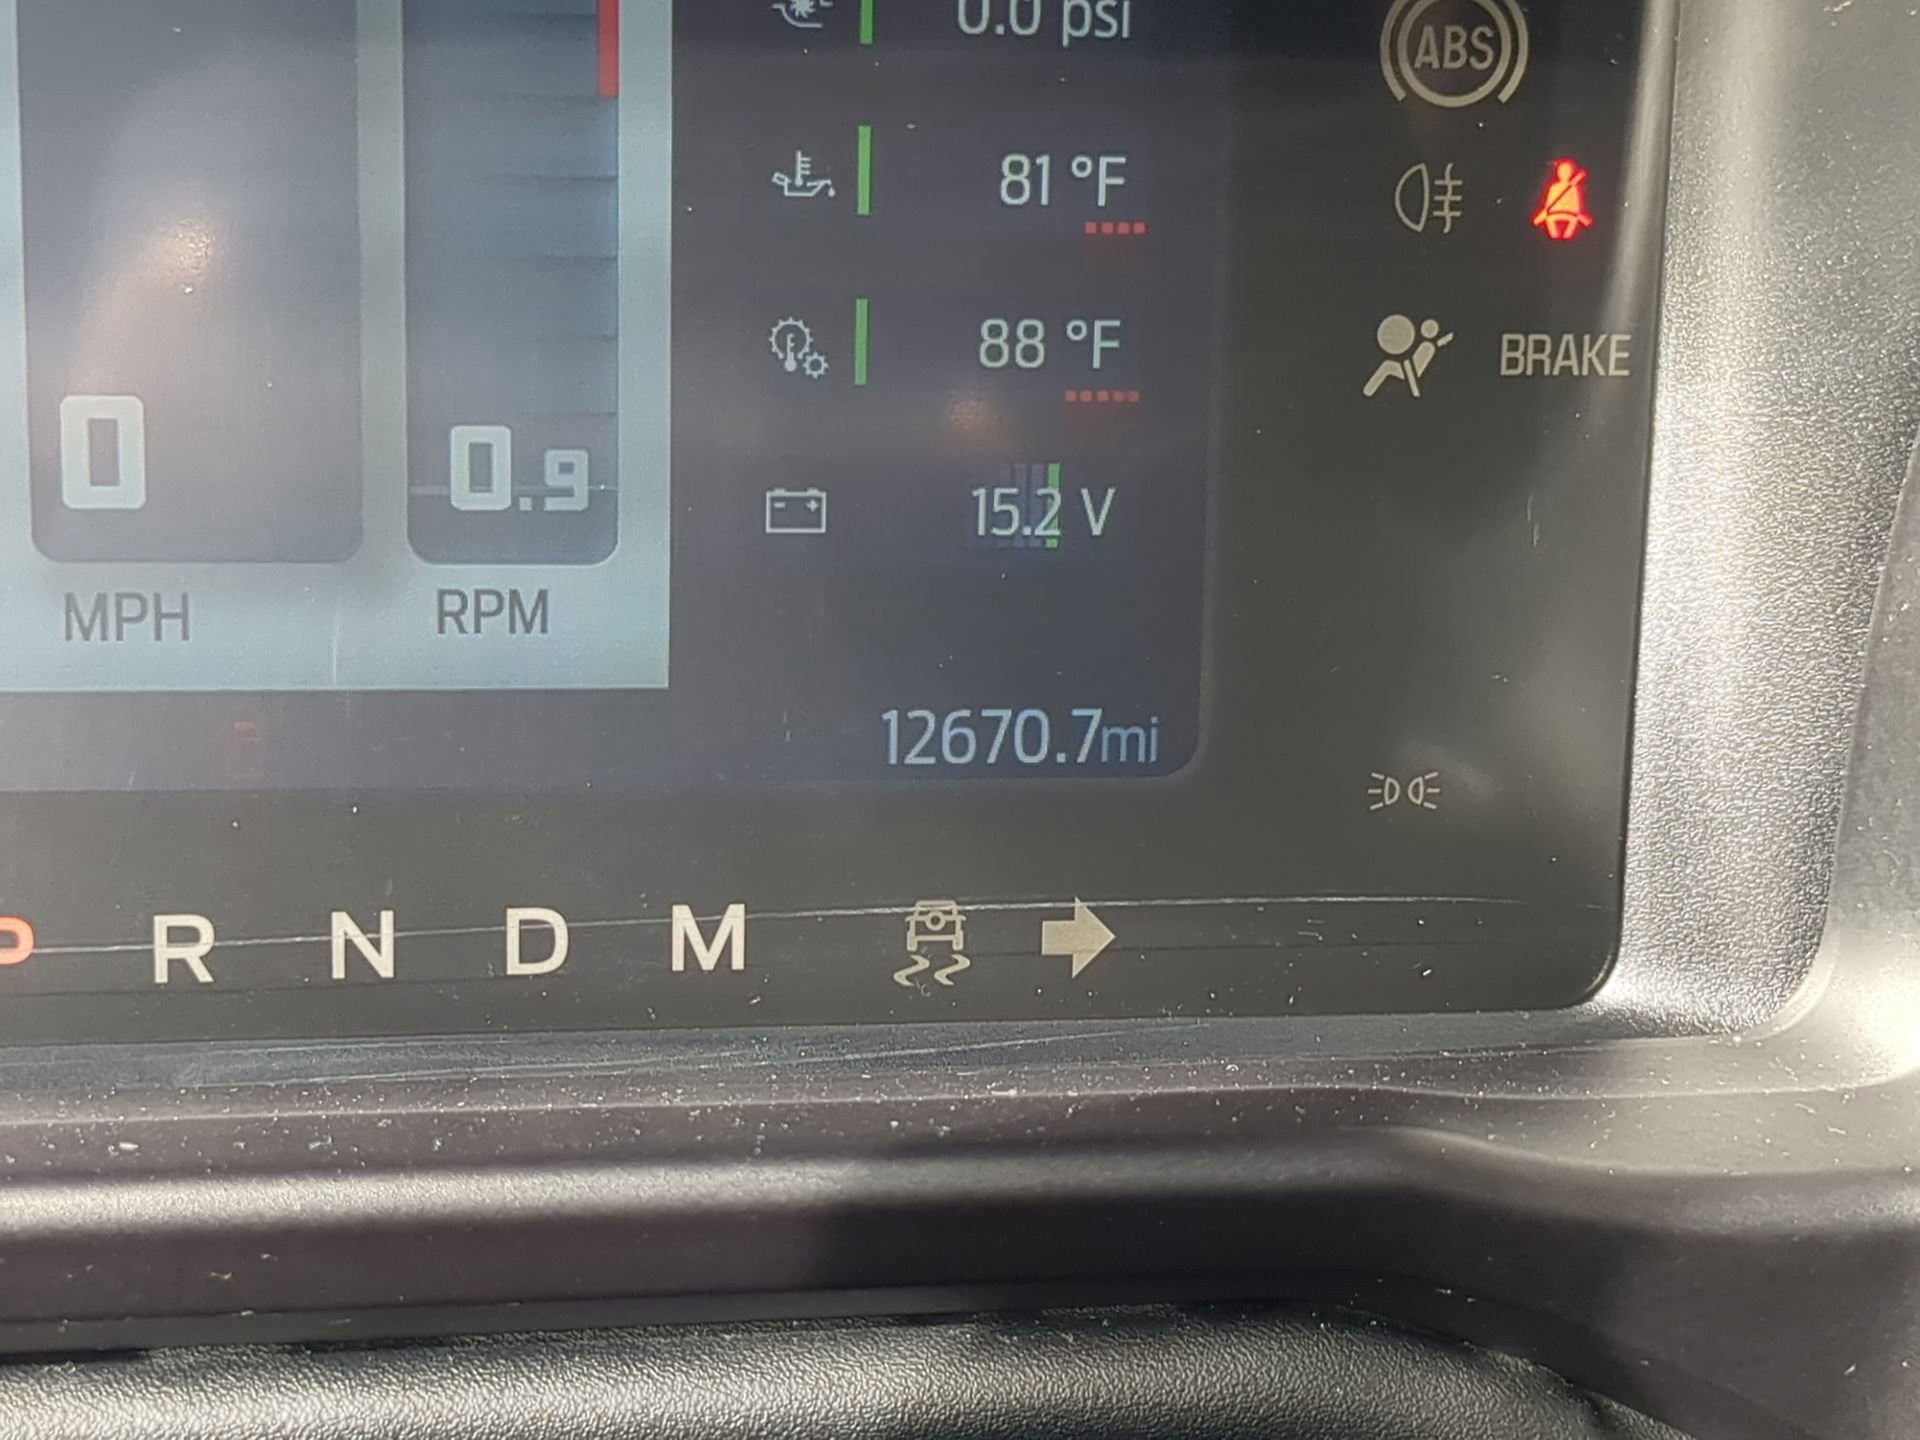 0.0 psi
ABS
81 °F
88 °F
BRAKE
0
0.9
15.2 V
MPH
RPM
12670.7mi
P R N D M